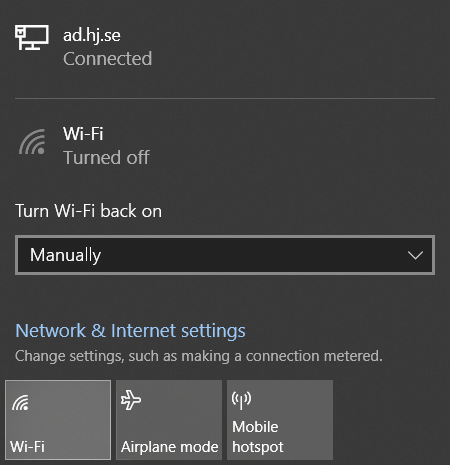 ad.hj.se
Connected
Wi-Fi
Turned off
Turn Wi-Fi back on
Manually
Network & Internet settings
Change settings, such as making a connection metered.
Wi-Fi
Airplane mode
Mobile
hotspot